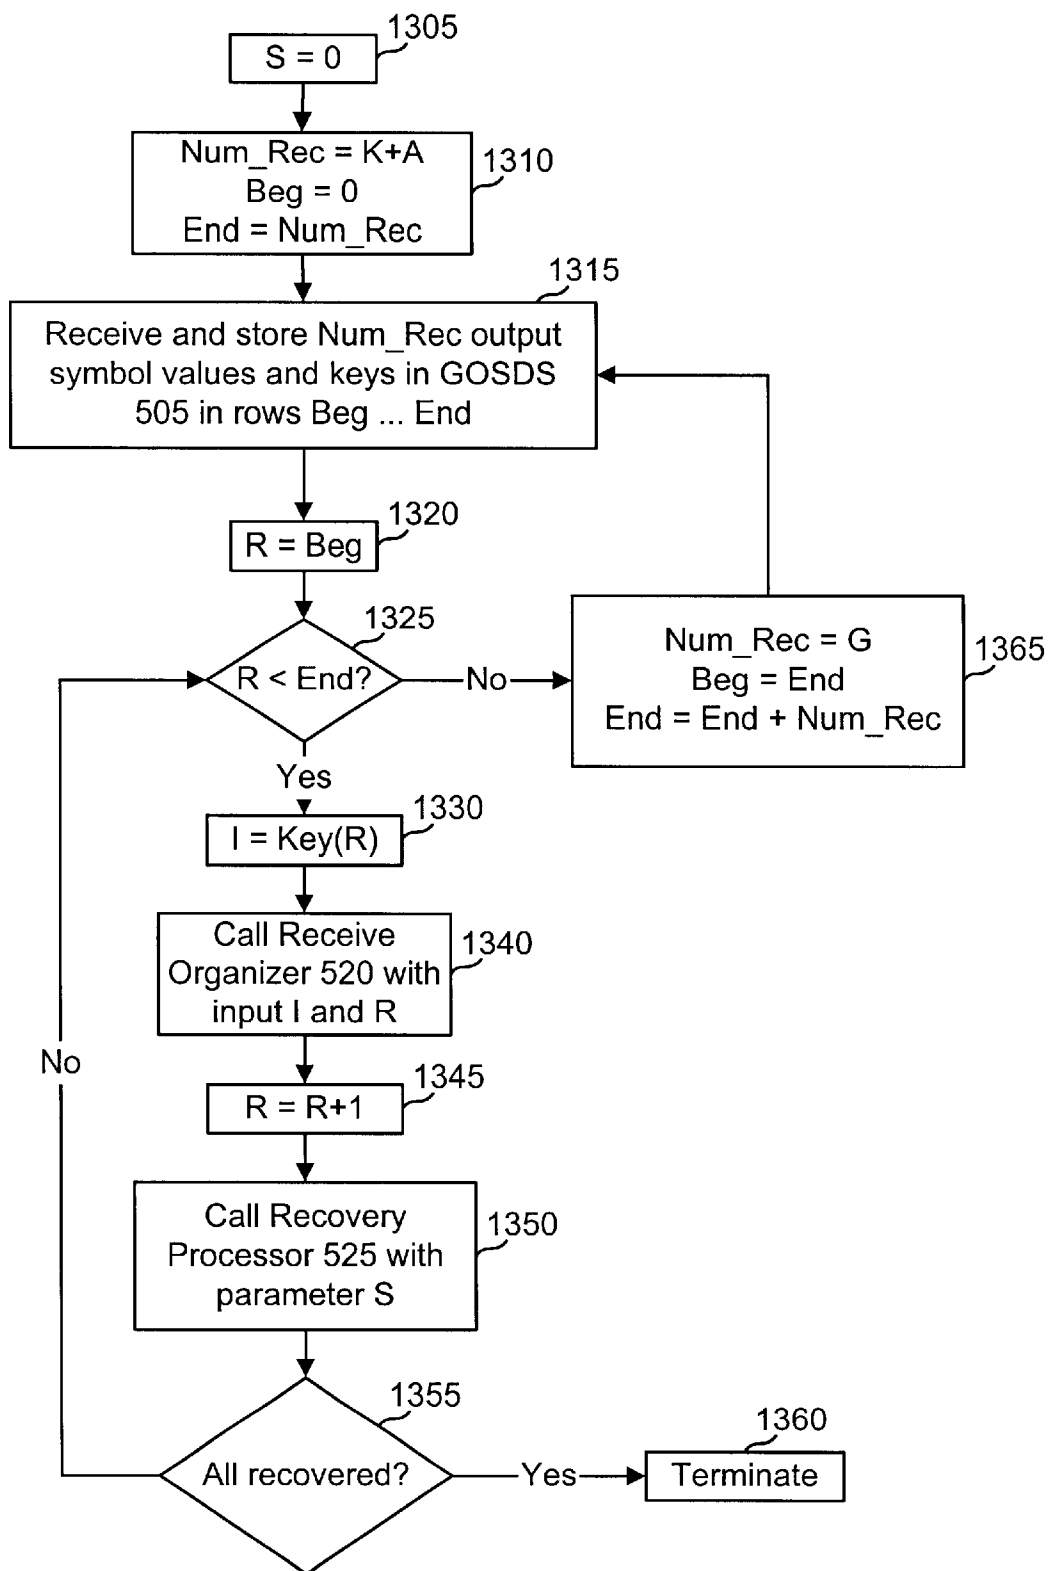 1305
S = 0
1310
Num_Rec = K+A
Beg = 0
End = Num_Rec
1315
Receive and store Num_Rec output
symbol values and keys in GOSDS
505 in rows Beg ... End
1320
R = Beg
1325
R < End?
No
1365
Num_Rec = G
Beg = End
End = End + Num_Rec
Yes
1330
I = Key(R)
1340
Call Receive
Organizer 520 with
input I and R
No
1345
R = R+1
1350
Call Recovery
Processor 525 with
parameter S
1355
All recovered?
Yes
1360
Terminate